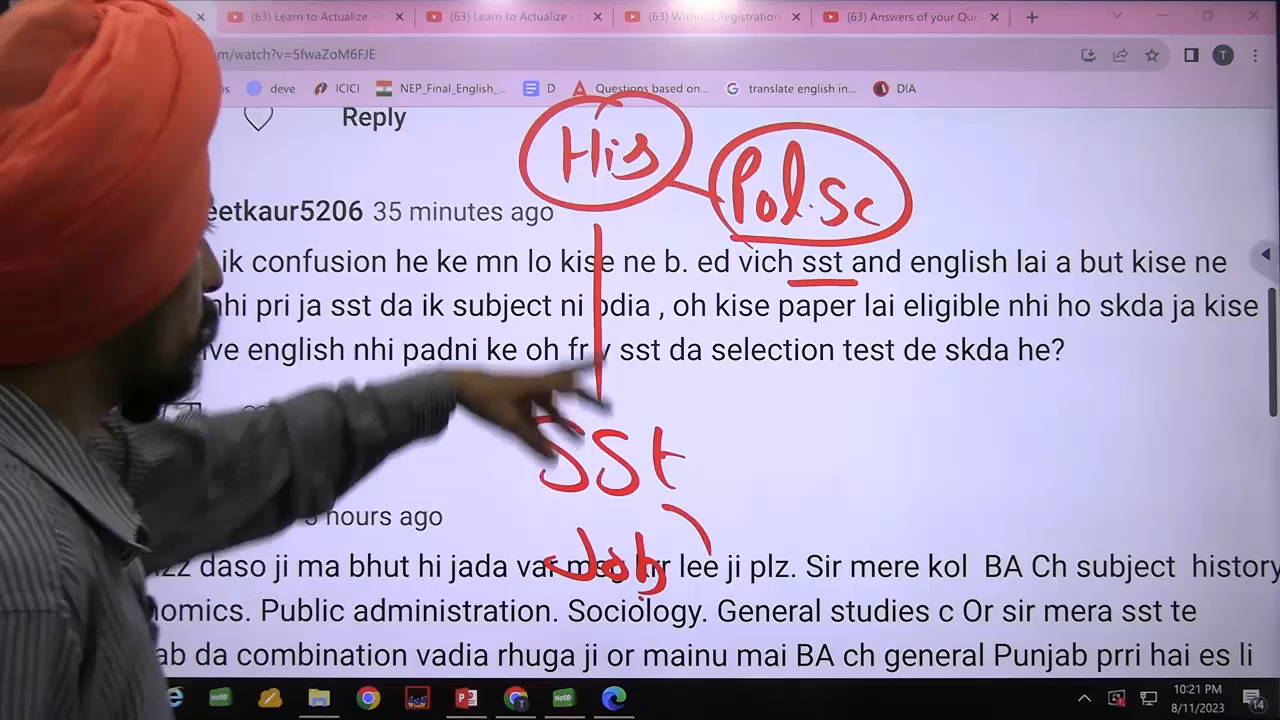 (63) Learn to Actualize - (63) Learn to Actualize - (63) Without Registration (63) Answers of your Que
m/watch?v=5fwaZoM6FJE T
deve ICICI NEP_Final_English_... D Questions based on... translate english in... DIA
Reply
His
Pol.Sc
eetkaur5206 35 minutes ago
ik confusion he ke mn lo kise ne b. ed vich sst and english lai a but kise ne
nhi pri ja sst da ik subject ni pdia , oh kise paper lai eligible nhi ho skda ja kise
ive english nhi padni ke oh fr v sst da selection test de skda he?
SSt
hours ago
Job
zz daso ji ma bhut hi jada var msg krr lee ji plz. Sir mere kol BA Ch subject history
nomics. Public administration. Sociology. General studies c Or sir mera sst te
ab da combination vadia rhuga ji or mainu mai BA ch general Punjab prri hai es li
10:21 PM
8/11/2023
14